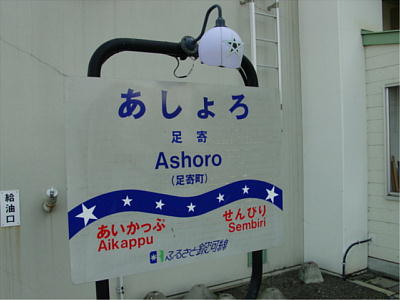 あしょろ
足寄
Ashoro
(足寄町)
あいかっぷ
Aikappu
せんびり
Sembiri
ふるさと銀河線
給油口